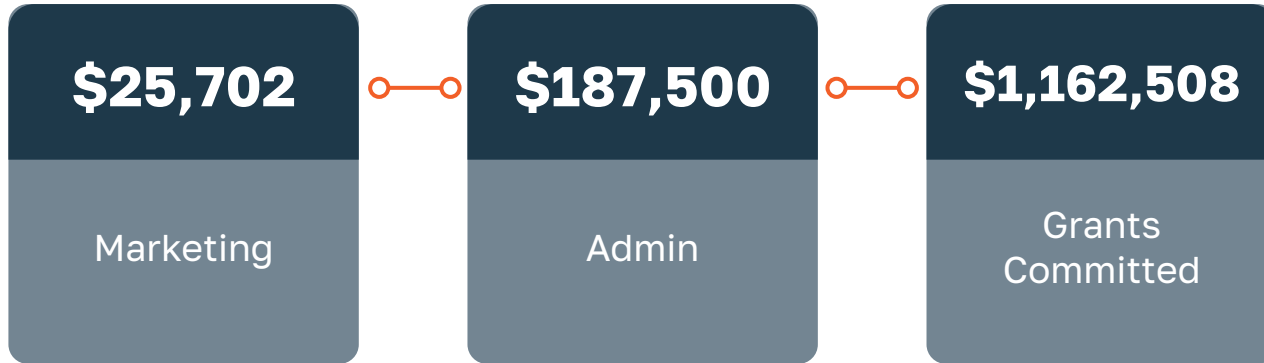 $25,702
Marketing
$187,500
Admin
$1,162,508
Grants
Committed